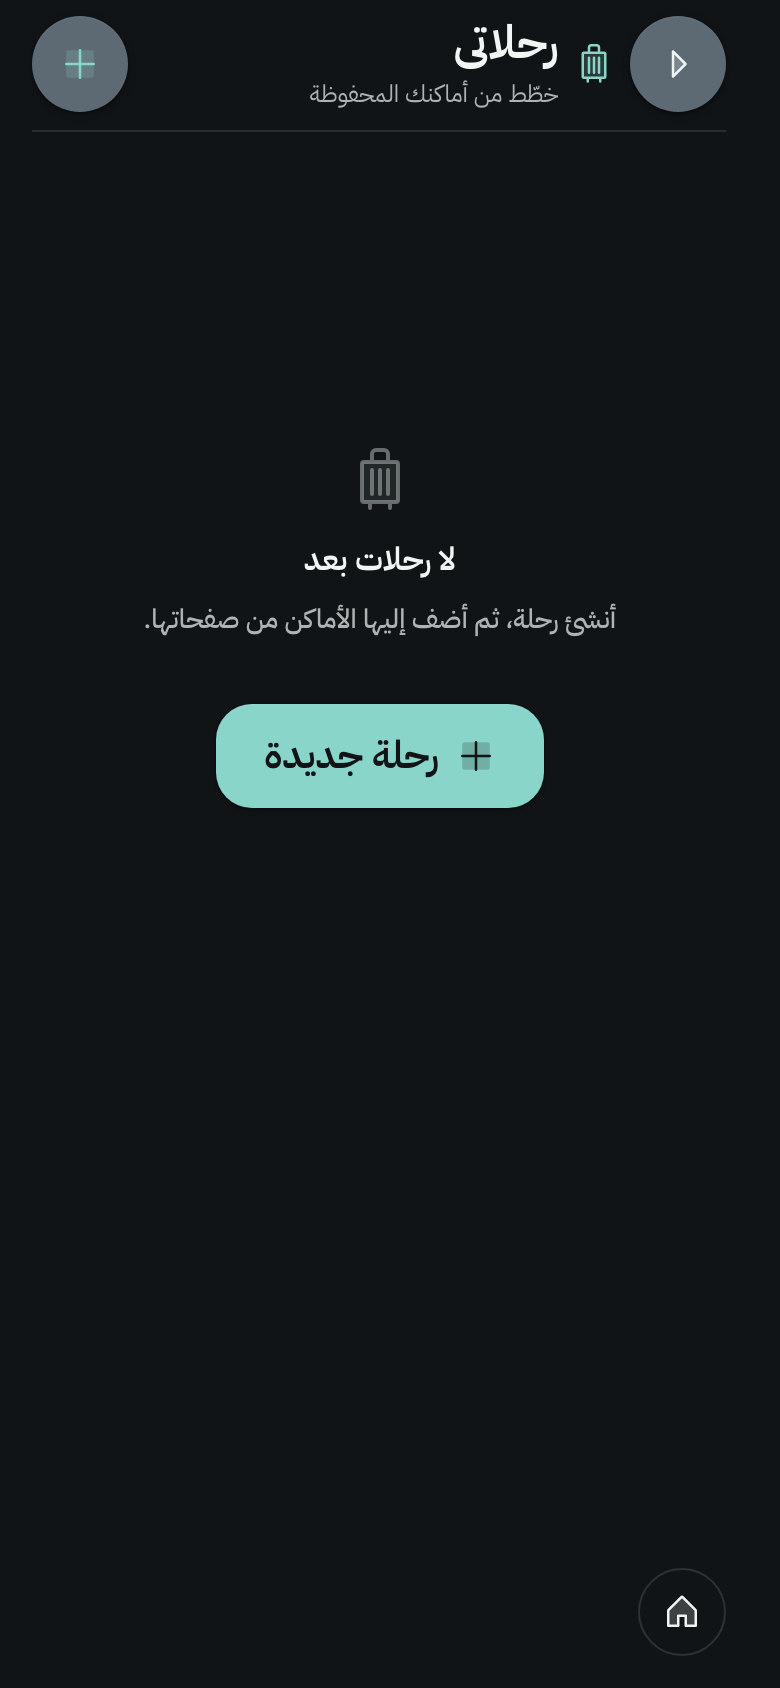 رحلاتي
خطّط من أماكنك المحفوظة
لا رحلات بعد
أنشئ رحلة، ثم أضف إليها الأماكن من صفحاتها.
رحلة جديدة